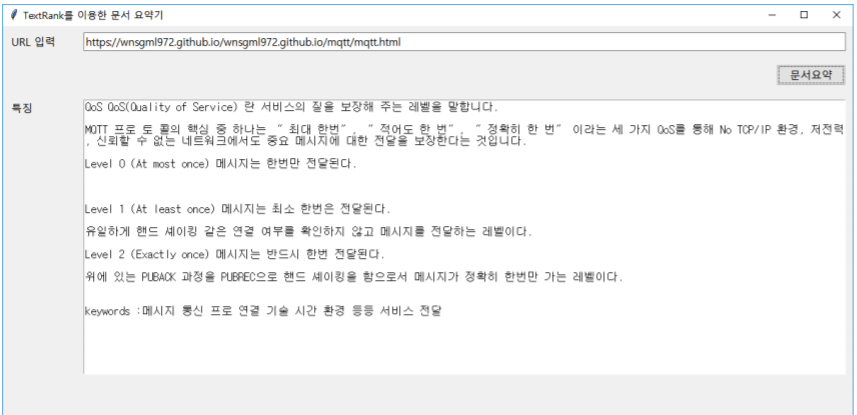 TextRank를 이용한 문서 요약기
URL 입력
https://wnsgml972.github.io/wnsgml972.github.io/mqtt/mqtt.html
문서요약
특징
QoS QoS(Quality of Service) 란 서비스의 질을 보장해 주는 레벨을 말합니다.
MQTT 프로 토 콜의 핵심 중 하나는 “ 최대 한번” , “ 적어도 한 번” , “ 정확히 한 번” 이라는 세 가지 QoS를 통해 No TCP/IP 환경, 저전력
, 신뢰할 수 없는 네트워크에서도 중요 메시지에 대한 전달을 보장한다는 것입니다.
Level 0 (At most once) 메시지는 한번만 전달된다.
Level 1 (At least once) 메시지는 최소 한번은 전달된다.
유일하게 핸드 셰이킹 같은 연결 여부를 확인하지 않고 메시지를 전달하는 레벨이다.
Level 2 (Exactly once) 메시지는 반드시 한번 전달된다.
위에 있는 PUBACK 과정을 PUBREC으로 핸드 셰이킹을 함으로서 메시지가 정확히 한번만 가는 레벨이다.
keywords :메시지 통신 프로 연결 기술 시간 환경 등등 서비스 전달